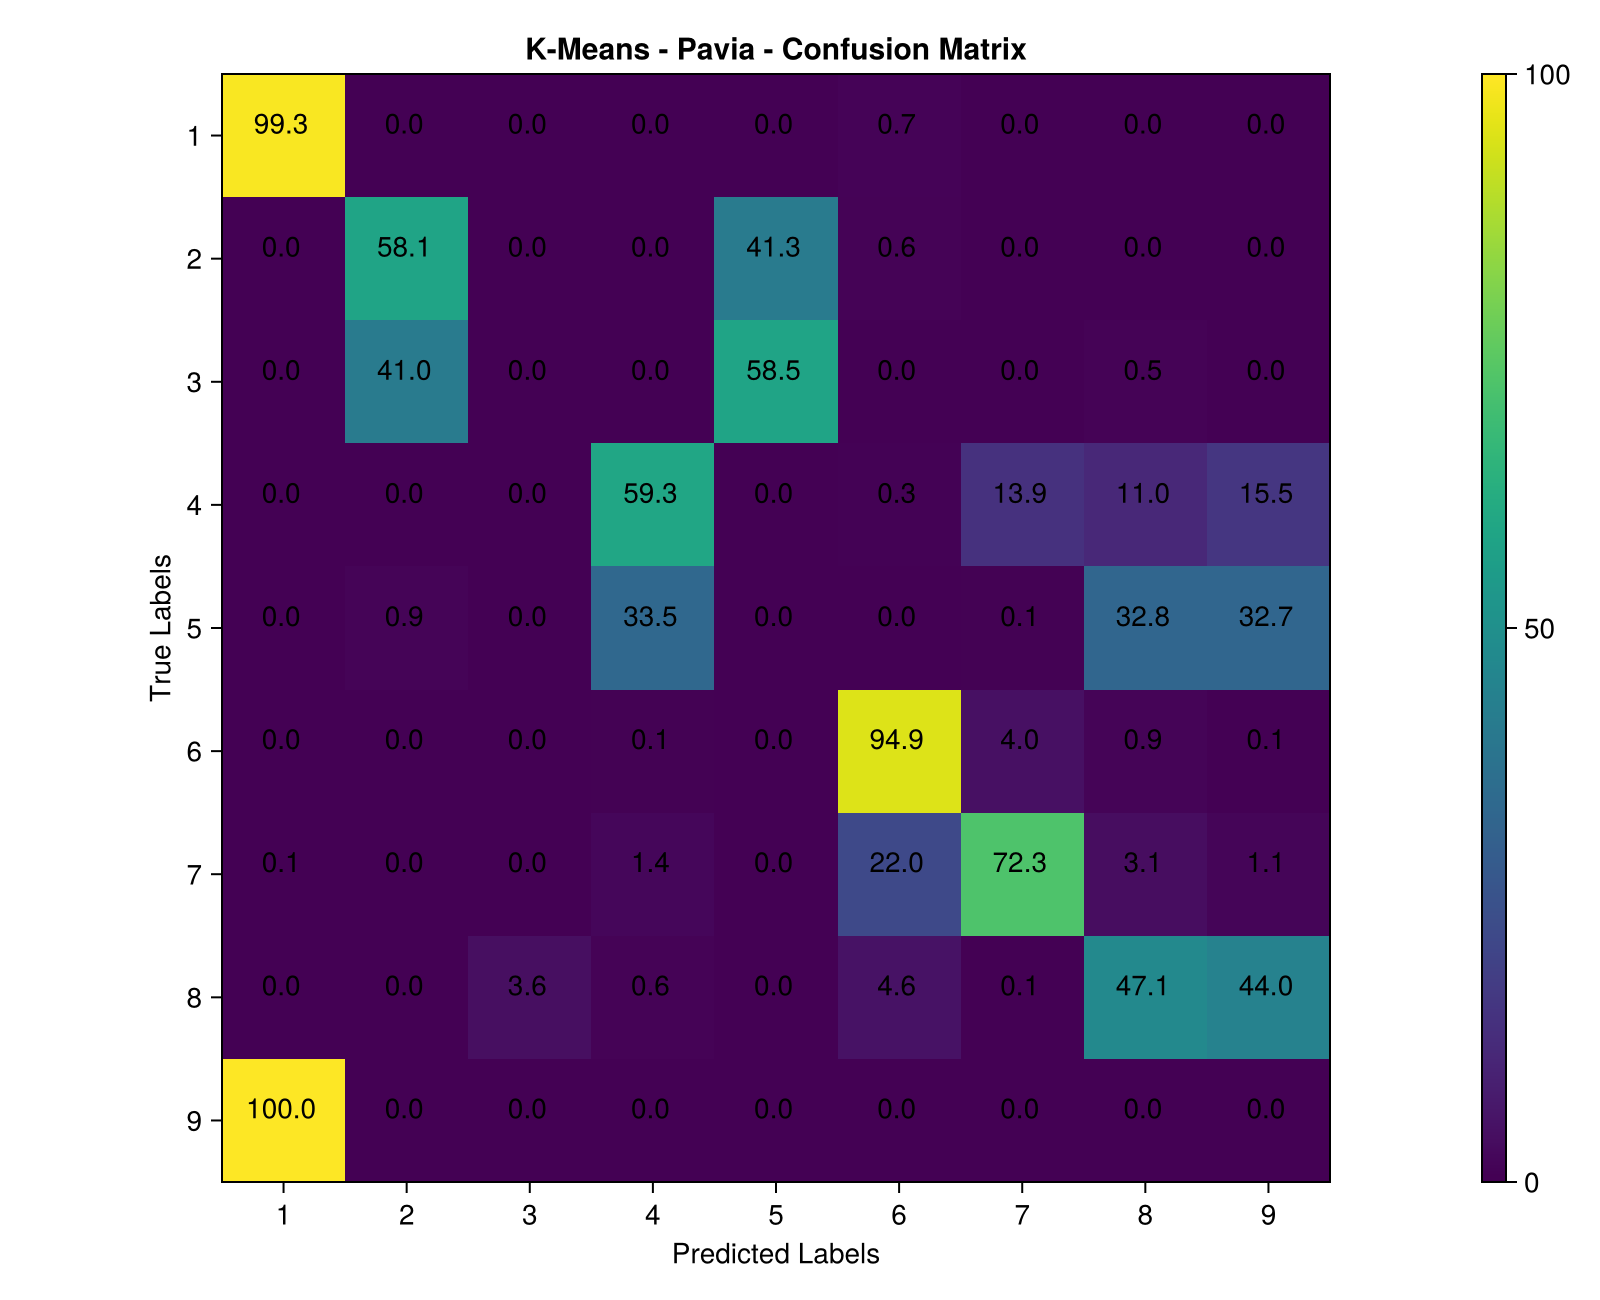 K-Means - Pavia - Confusion Matrix
100
1 99.3 0.0 0.0 0.0 0.0 0.7 0.0 0.0 0.0
2 0.0 58.1 0.0 0.0 41.3 0.6 0.0 0.0 0.0
3 0.0 41.0 0.0 0.0 58.5 0.0 0.0 0.5 0.0
4 0.0 0.0 0.0 59.3 0.0 0.3 13.9 11.0 15.5
True Labels
5 0.0 0.9 0.0 33.5 0.0 0.0 0.1 32.8 32.7
50
6 0.0 0.0 0.0 0.1 0.0 94.9 4.0 0.9 0.1
7 0.1 0.0 0.0 1.4 0.0 22.0 72.3 3.1 1.1
8 0.0 0.0 3.6 0.6 0.0 4.6 0.1 47.1 44.0
9 100.0 0.0 0.0 0.0 0.0 0.0 0.0 0.0 0.0
0
1 2 3 4 5 6 7 8 9
Predicted Labels